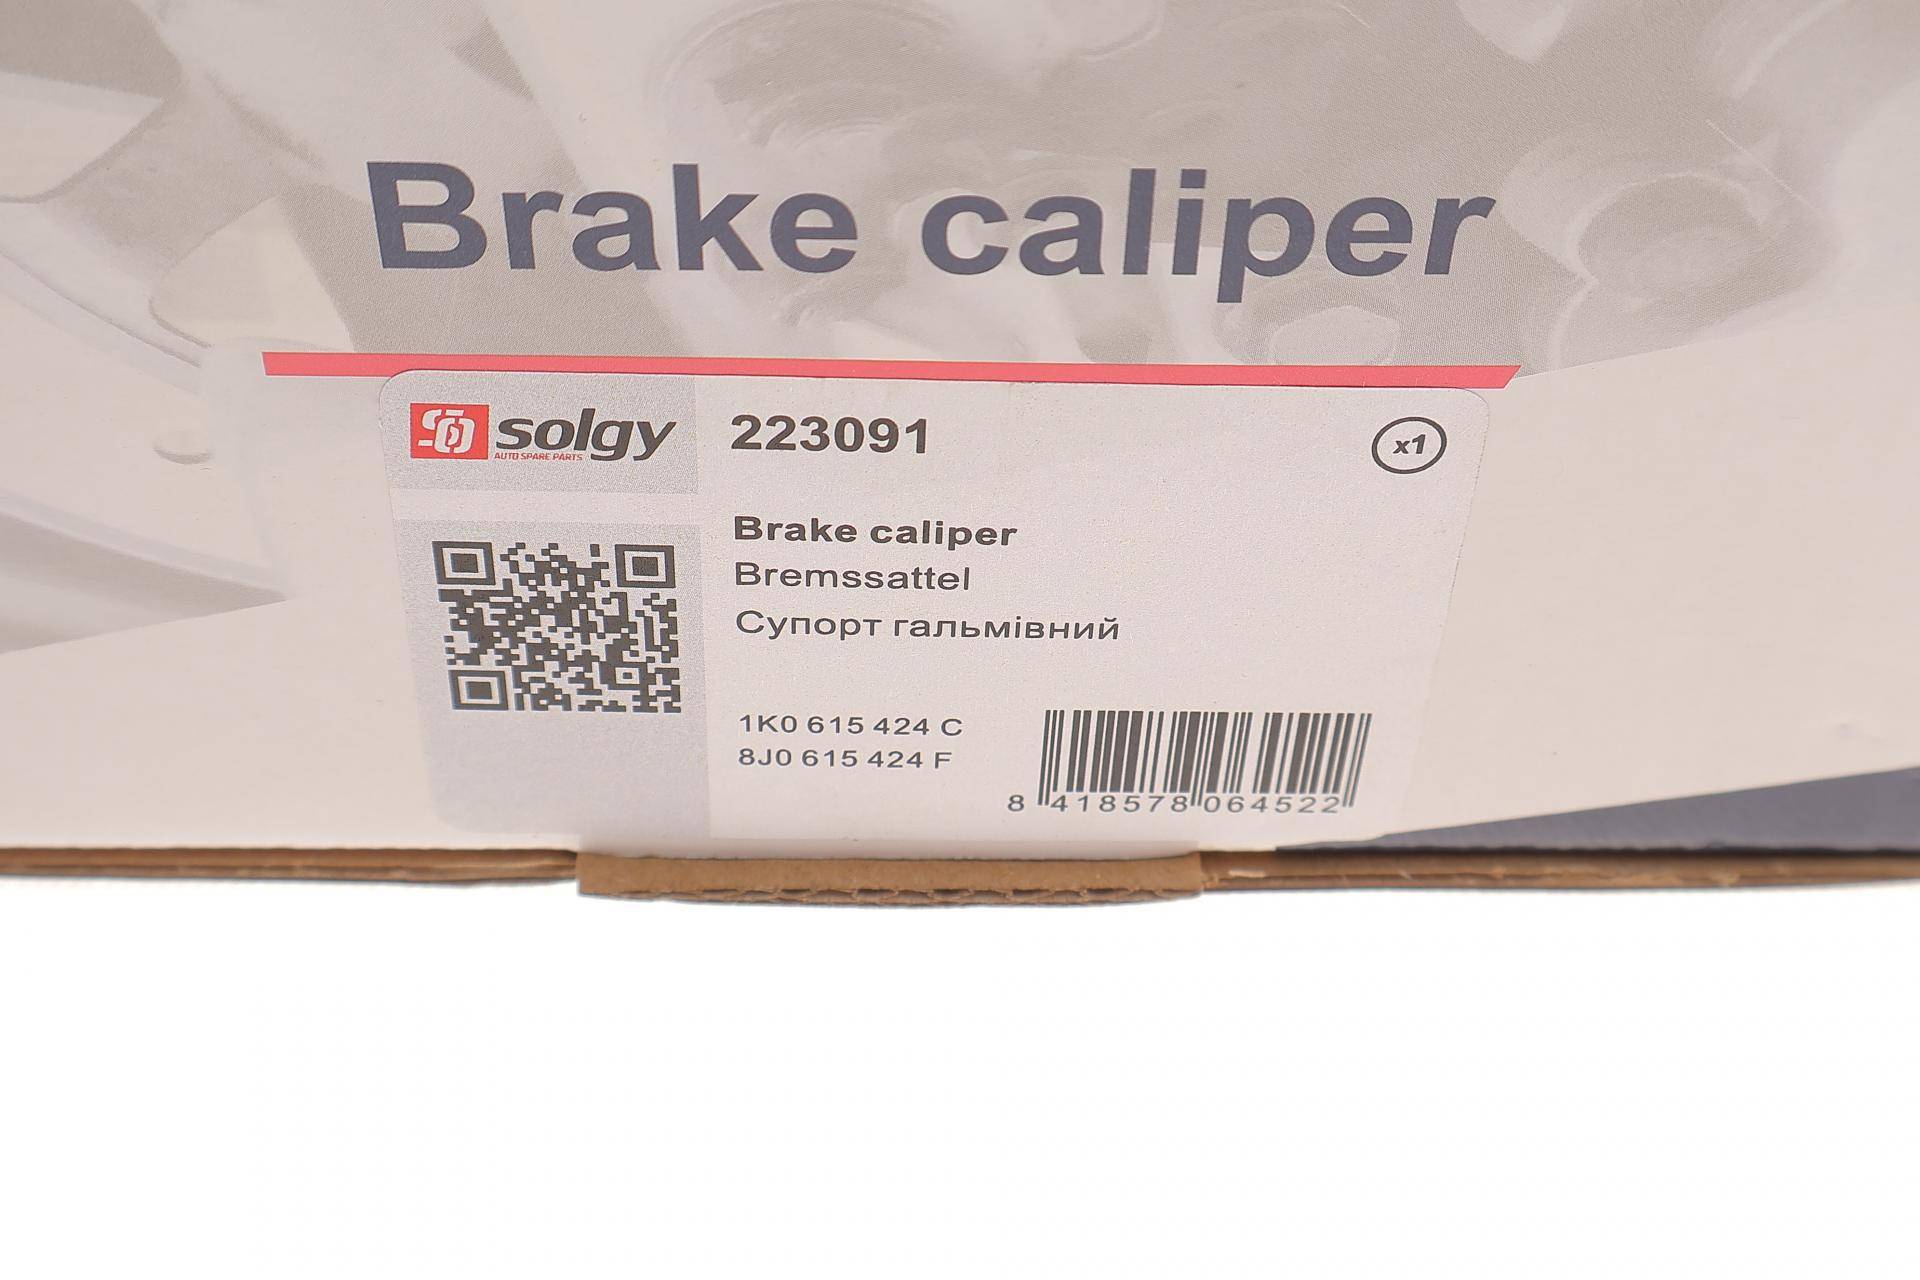 Brake caliper
solgy
AUTO SPARE PARTS
223091
x1
Brake caliper
Bremssattel
Супорт гальмівний
1K0 615 424 C
8J0 615 424 F
8 418578 064522